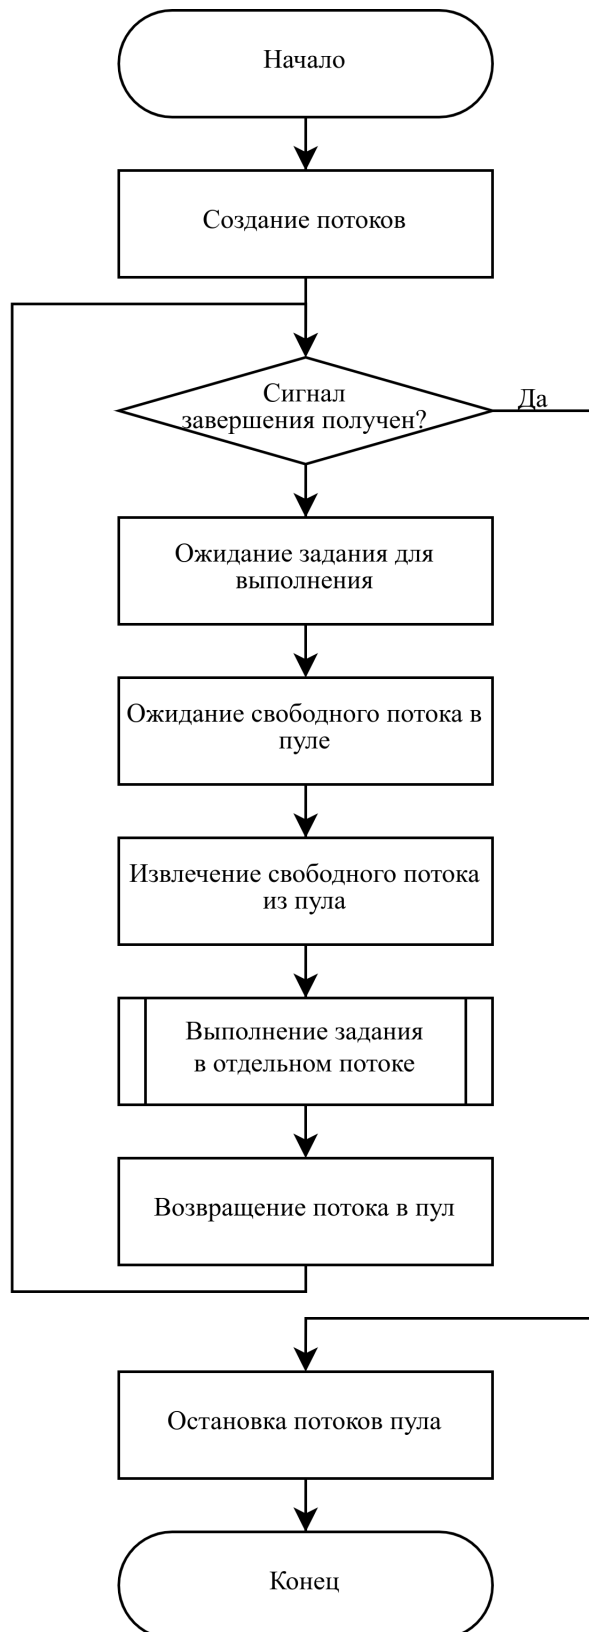 Начало
Создание потоков
Сигнал
завершения получен?
Да
Ожидание задания для
выполнения
Ожидание свободного потока в
пуле
Извлечение свободного потока
из пула
Выполнение задания
в отдельном потоке
Возвращение потока в пул
Остановка потоков пула
Конец